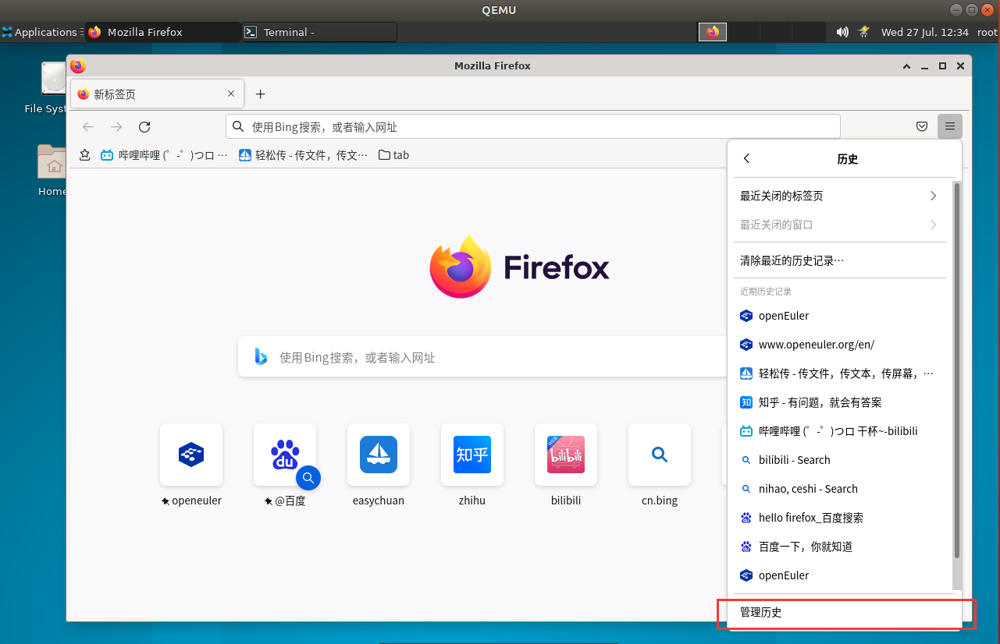 QEMU
Applications
Mozilla Firefox
Terminal -
Wed 27 Jul, 12:34
root
File Syst
Home
Mozilla Firefox
新标签页
使用Bing搜索，或者输入网址
哔哩哔哩 (゜-゜)つロ …
轻松传 - 传文件，传文…
tab
Firefox
使用Bing搜索，或者输入网址
知乎
WEB
bilibili
du
openeuler
@百度
easychuan
zhihu
bilibili
cn.bing
历史
最近关闭的标签页
最近关闭的窗口
清除最近的历史记录…
近期历史记录
openEuler
www.openeuler.org/en/
轻松传 - 传文件，传文本，传屏幕，…
知
知乎 - 有问题，就会有答案
哔哩哔哩 (゜-゜)つロ 干杯~-bilibili
bilibili - Search
nihao, ceshi - Search
hello firefox_百度搜索
百度一下，你就知道
openEuler
管理历史